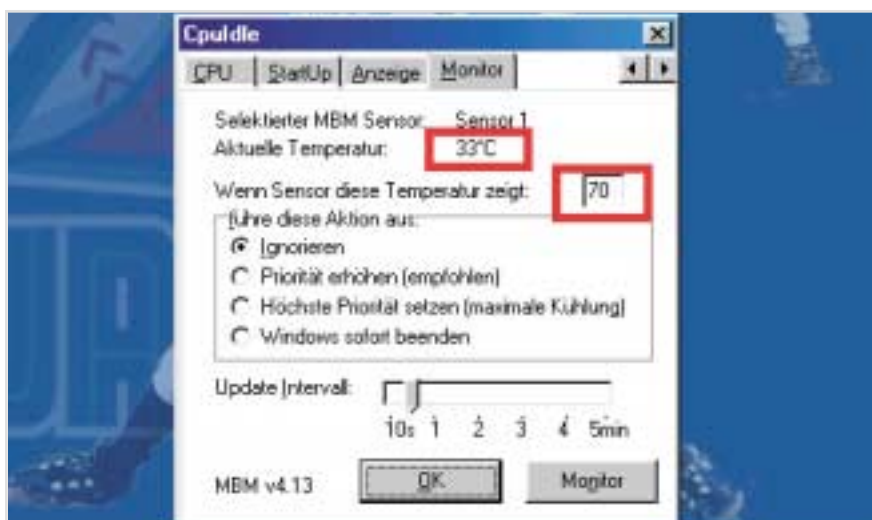 CpuIdle
CPU StartUp Anzeige Monitor
Selektierter MBM Sensor: Sensor 1
Aktuelle Temperatur: 33°C
Wenn Sensor diese Temperatur zeigt: 70
führe diese Aktion aus:
Ignorieren
Priorität erhöhen (empfohlen)
Höchste Priorität setzen (maximale Kühlung)
Windows sofort beenden
Update Intervall:
10s 1 2 3 4 5min
MBM v4.13 OK Monitor